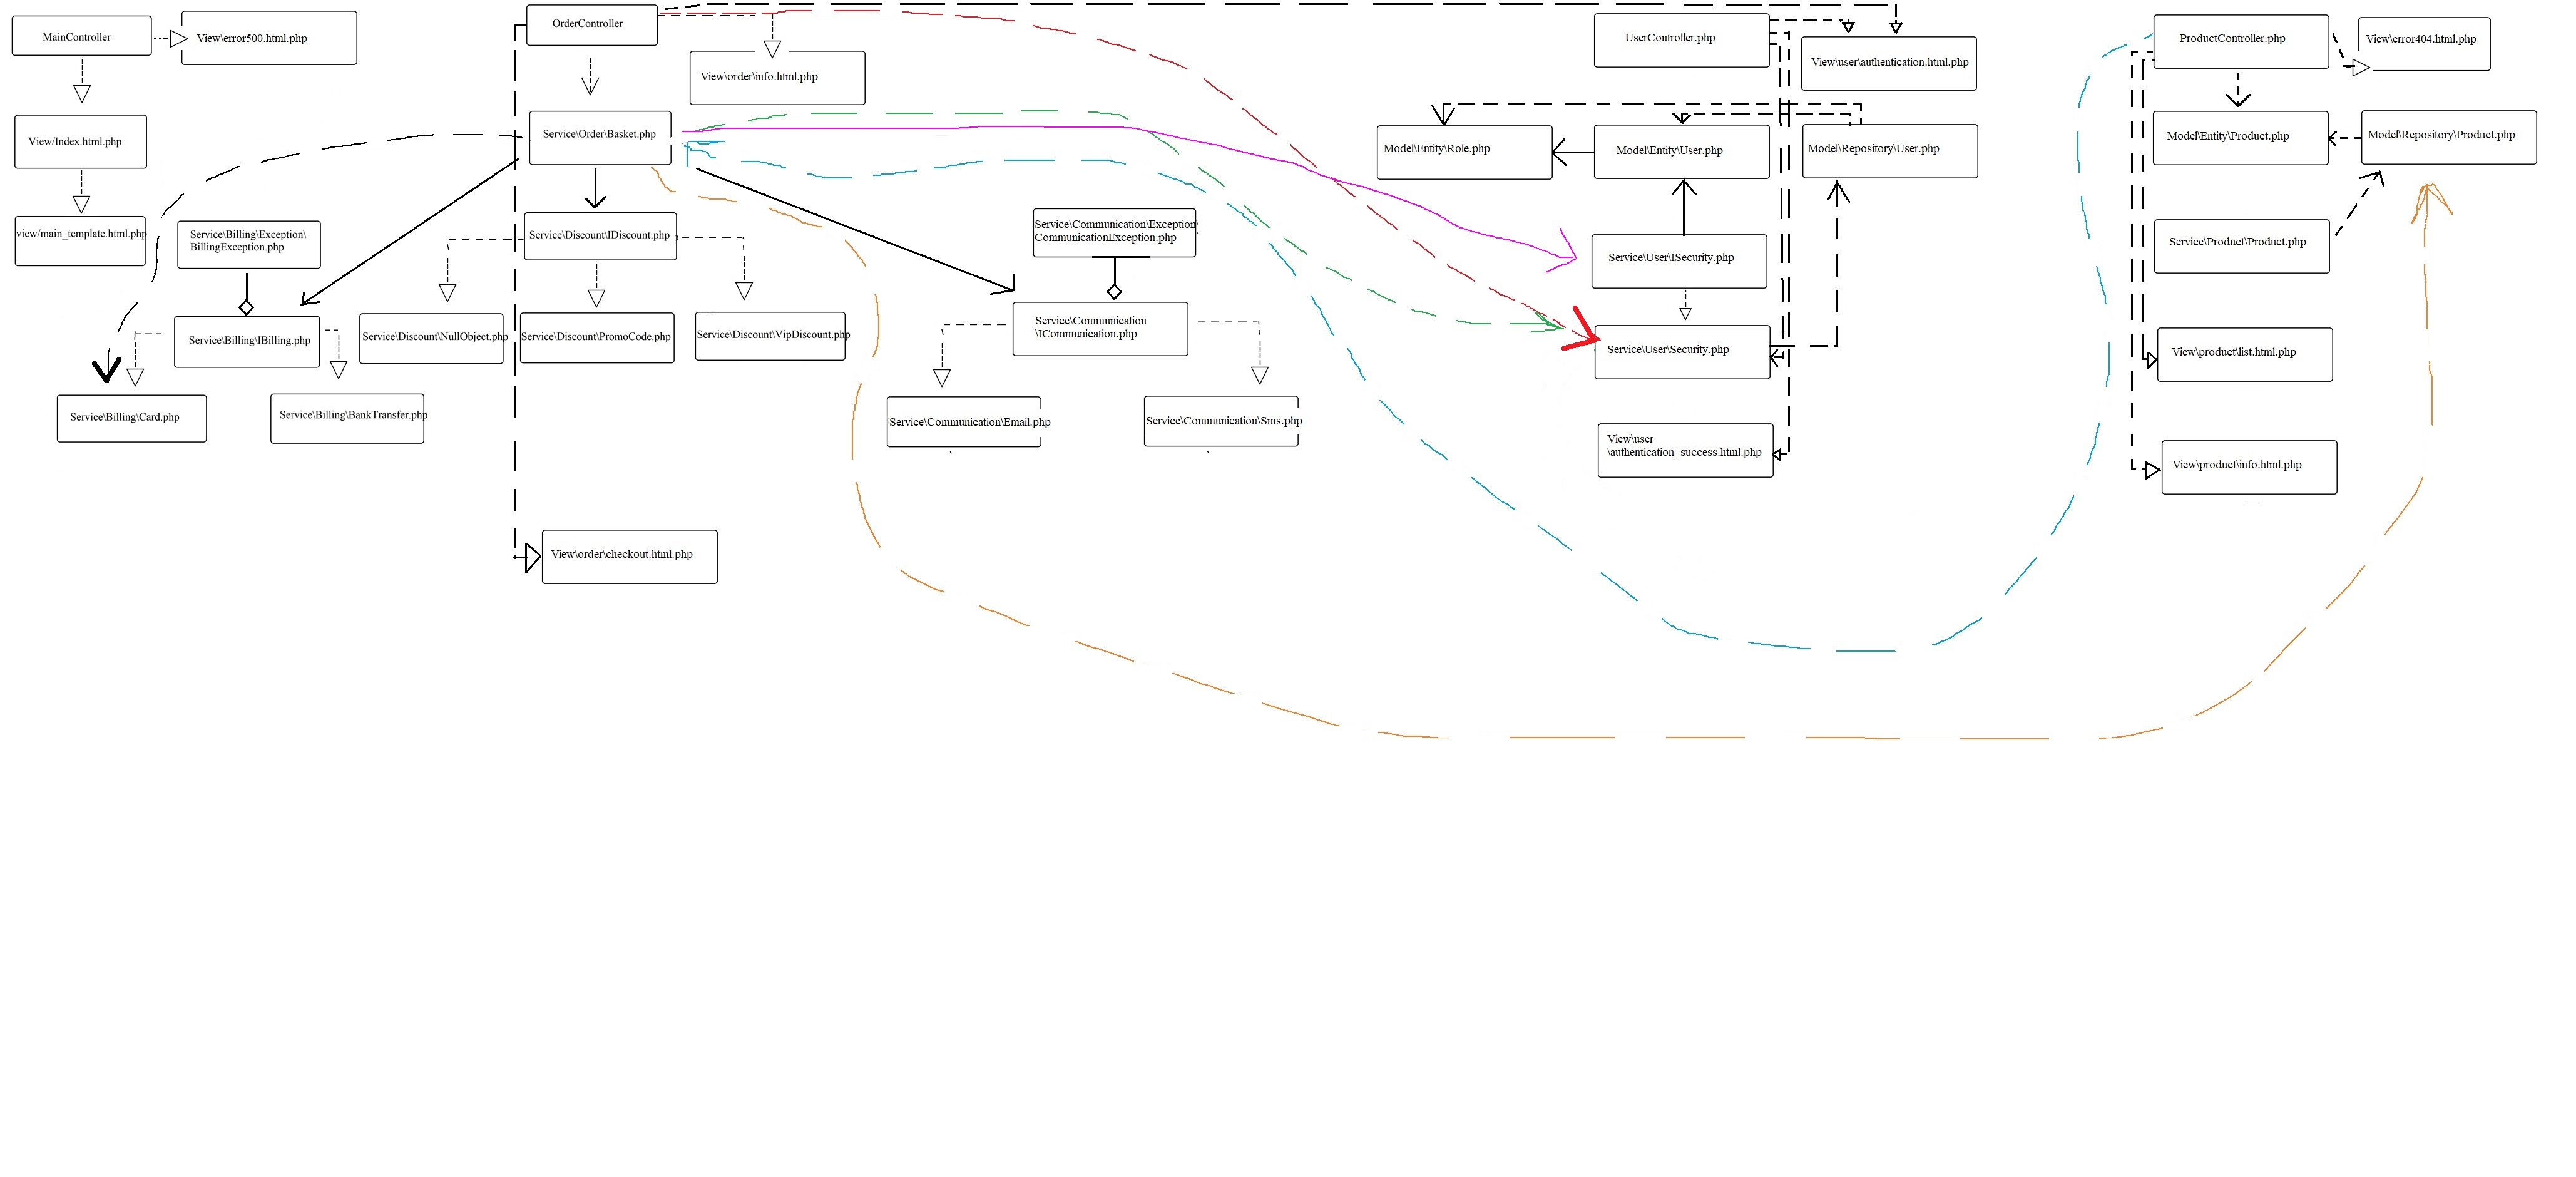 MainController
View\error500.html.php
OrderController
View\order\info.html.php
UserController.php
View\user\authentication.html.php
ProductController.php
View\error404.html.php
View/Index.html.php
Service\Order\Basket.php
Model\Entity\Role.php
Model\Entity\User.php
Model\Repository\User.php
Model\Entity\Product.php
Model\Repository\Product.php
view/main_template.html.php
Service\Billing\Exception\
BillingException.php
Service\Discount\IDiscount.php
Service\Communication\Exception\
CommunicationException.php
Service\User\ISecurity.php
Service\Product\Product.php
Service\Billing\IBilling.php
Service\Discount\NullObject.php
Service\Discount\PromoCode.php
Service\Discount\VipDiscount.php
Service\Communication
\ICommunication.php
Service\User\Security.php
View\product\list.html.php
Service\Billing\Card.php
Service\Billing\BankTransfer.php
Service\Communication\Email.php
Service\Communication\Sms.php
View\user
\authentication_success.html.php
View\product\info.html.php
View\order\checkout.html.php